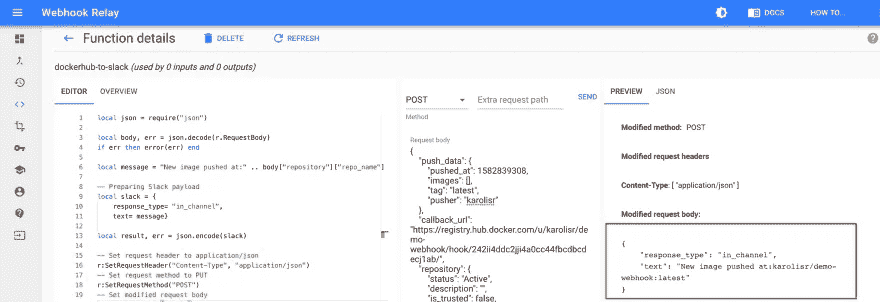 Webhook Relay
DOCS
HOW TO...
Function details
DELETE
REFRESH
dockerhub-to-slack (used by 0 inputs and 0 outputs)
EDITOR
OVERVIEW
1 local json = require("json")
2
3 local body, err = json.decode(r.RequestBody)
4 if err then error(err) end
5
6 local message = "New image pushed at:" .. body["repository"]["repo_name"]
7
8 -- Preparing Slack payload
9 local slack = {
10 response_type= "in_channel",
11 text= message}
12
13 local result, err = json.encode(slack)
14
15 -- Set request header to application/json
16 r:SetRequestHeader("Content-Type", "application/json")
17 -- Set request method to PUT
18 r:SetRequestMethod("POST")
19 -- Set modified request body
POST
Extra request path
SEND
Method
Request body
{
"push_data": {
"pushed_at": 1582839308,
"images": [],
"tag": "latest",
"pusher": "karolisr"
},
"callback_url":
"https://registry.hub.docker.com/u/karolisr/de
mo-
webhook/hook/242ii4ddc2jji4a0cc44fbcdbcd
ecj1ab/",
"repository": {
"status": "Active",
"description": "",
"is_trusted": false,
PREVIEW
JSON
Modified method: POST
Modified request headers
Content-Type: [ "application/json" ]
Modified request body:
{
"response_type": "in_channel",
"text": "New image pushed at:karolisr/demo-
webhook:latest"
}